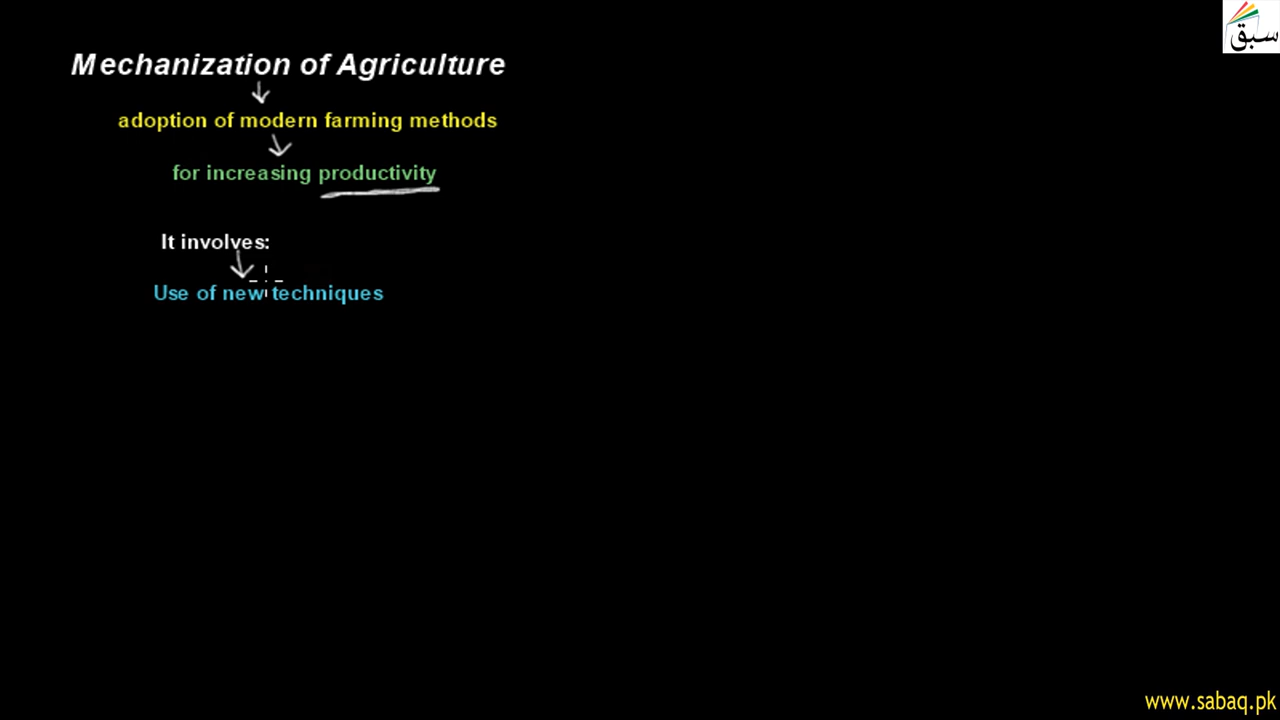 سبق
Mechanization of Agriculture
adoption of modern farming methods
for increasing productivity
It involves:
Use of new techniques
www.sabaq.pk